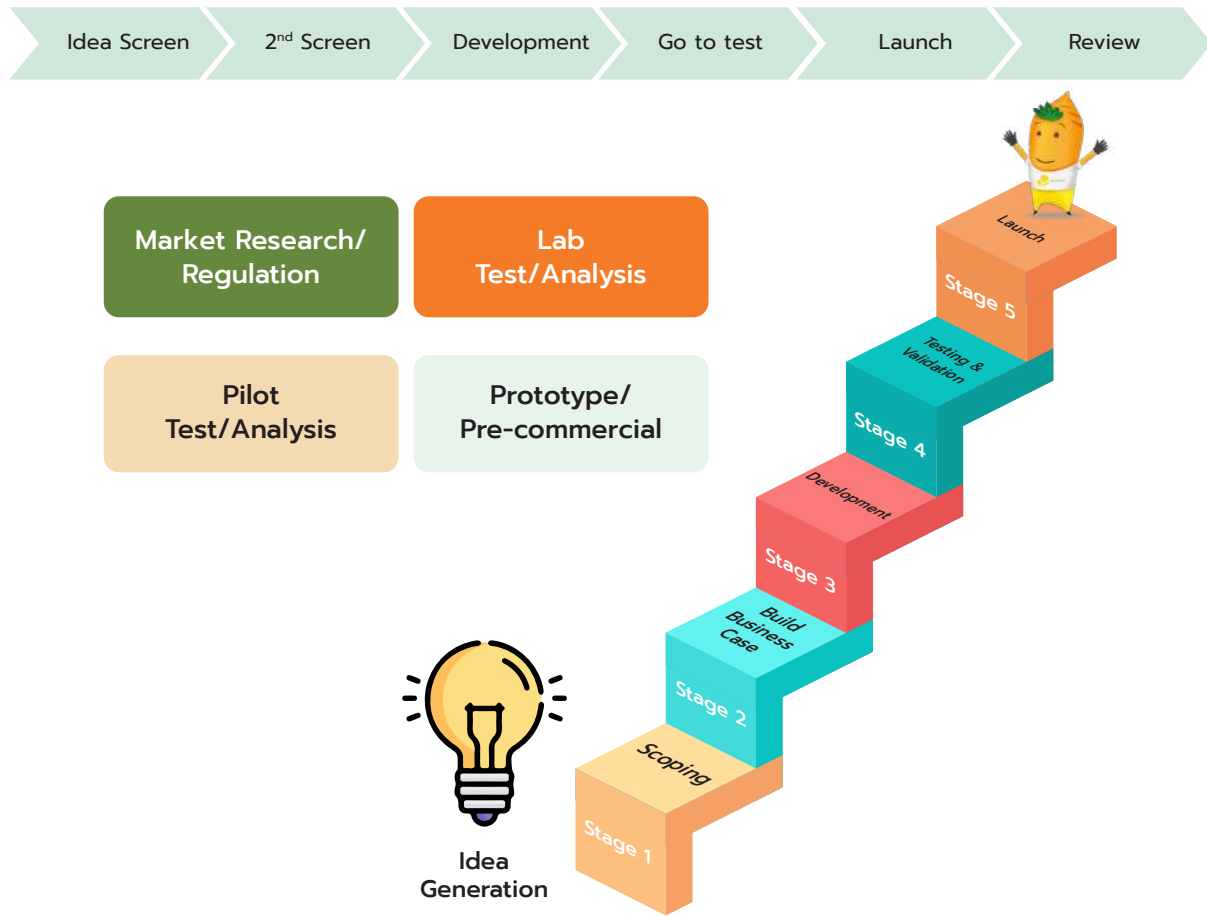 Idea Screen
2nd Screen
Development
Go to test
Launch
Review
Market Research/
Regulation
Lab
Test/Analysis
Pilot
Test/Analysis
Prototype/
Pre-commercial
Launch
Stage 5
Testing &
Validation
Stage 4
Development
Stage 3
Build
Business
Case
Stage 2
Scoping
Stage 1
Idea
Generation